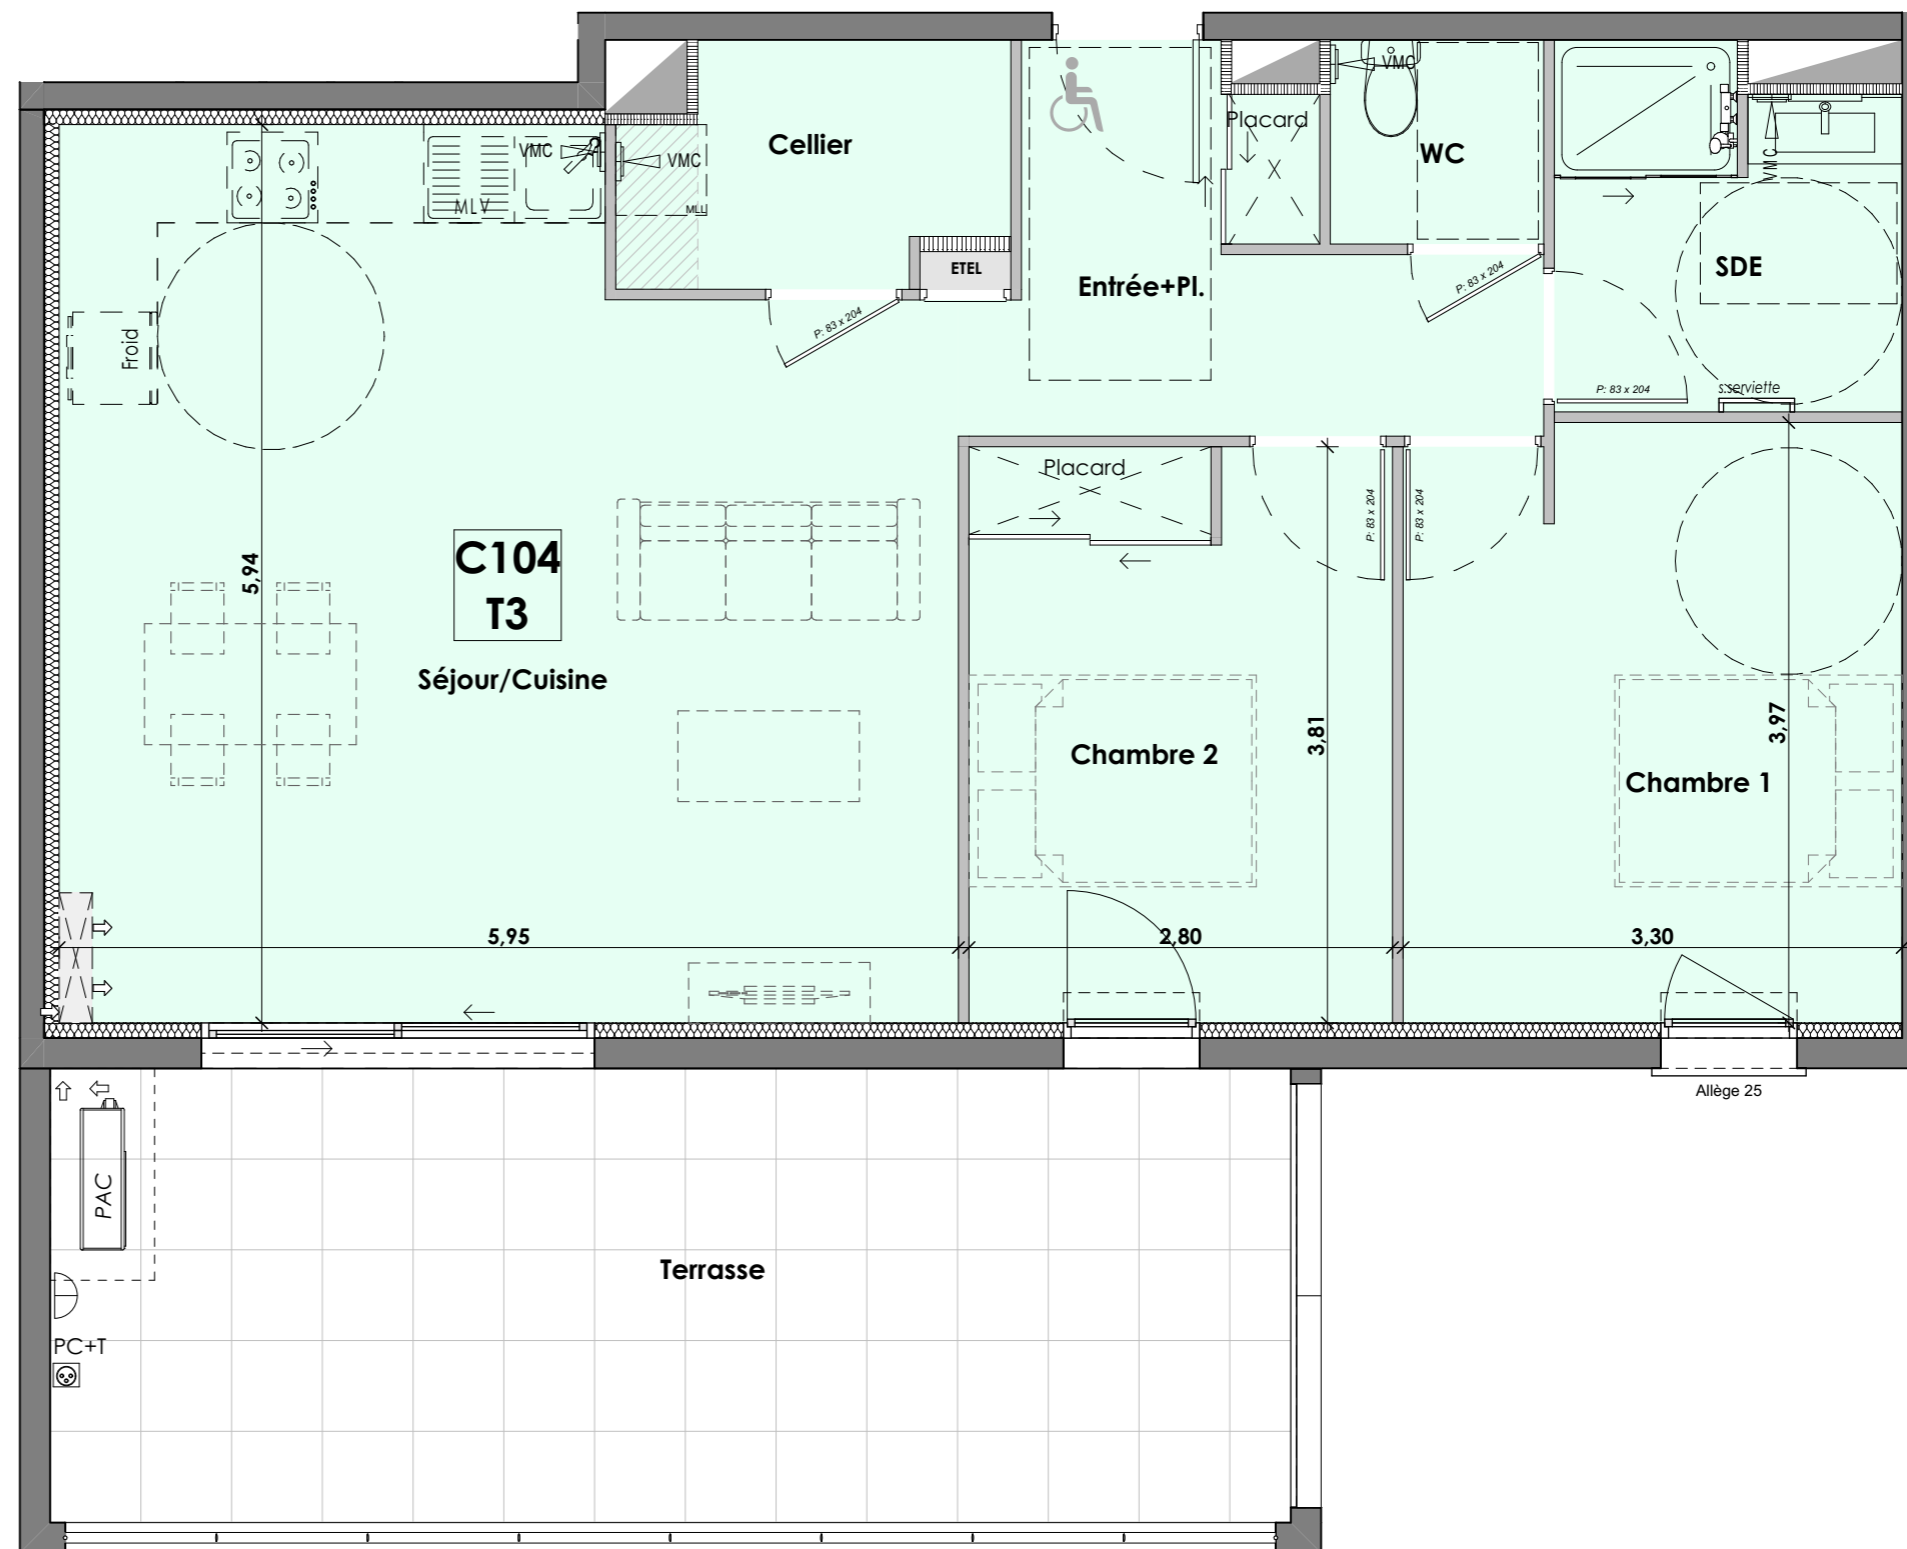 VMC
Cellier
Placard
WC
VMC
VMC
VMC
MLV
MLL
SDE
ETEL
Entrée+Pl.
P: 83 x 204
P: 83 x 204
Froid
P: 83 x 204
s.serviette
Placard
P: 83 x 204
P: 83 x 204
C104
T3
5,94
Séjour/Cuisine
3,81
3,97
Chambre 2
Chambre 1
5,95
2,80
3,30
Allège 25
PAC
Terrasse
PC+T